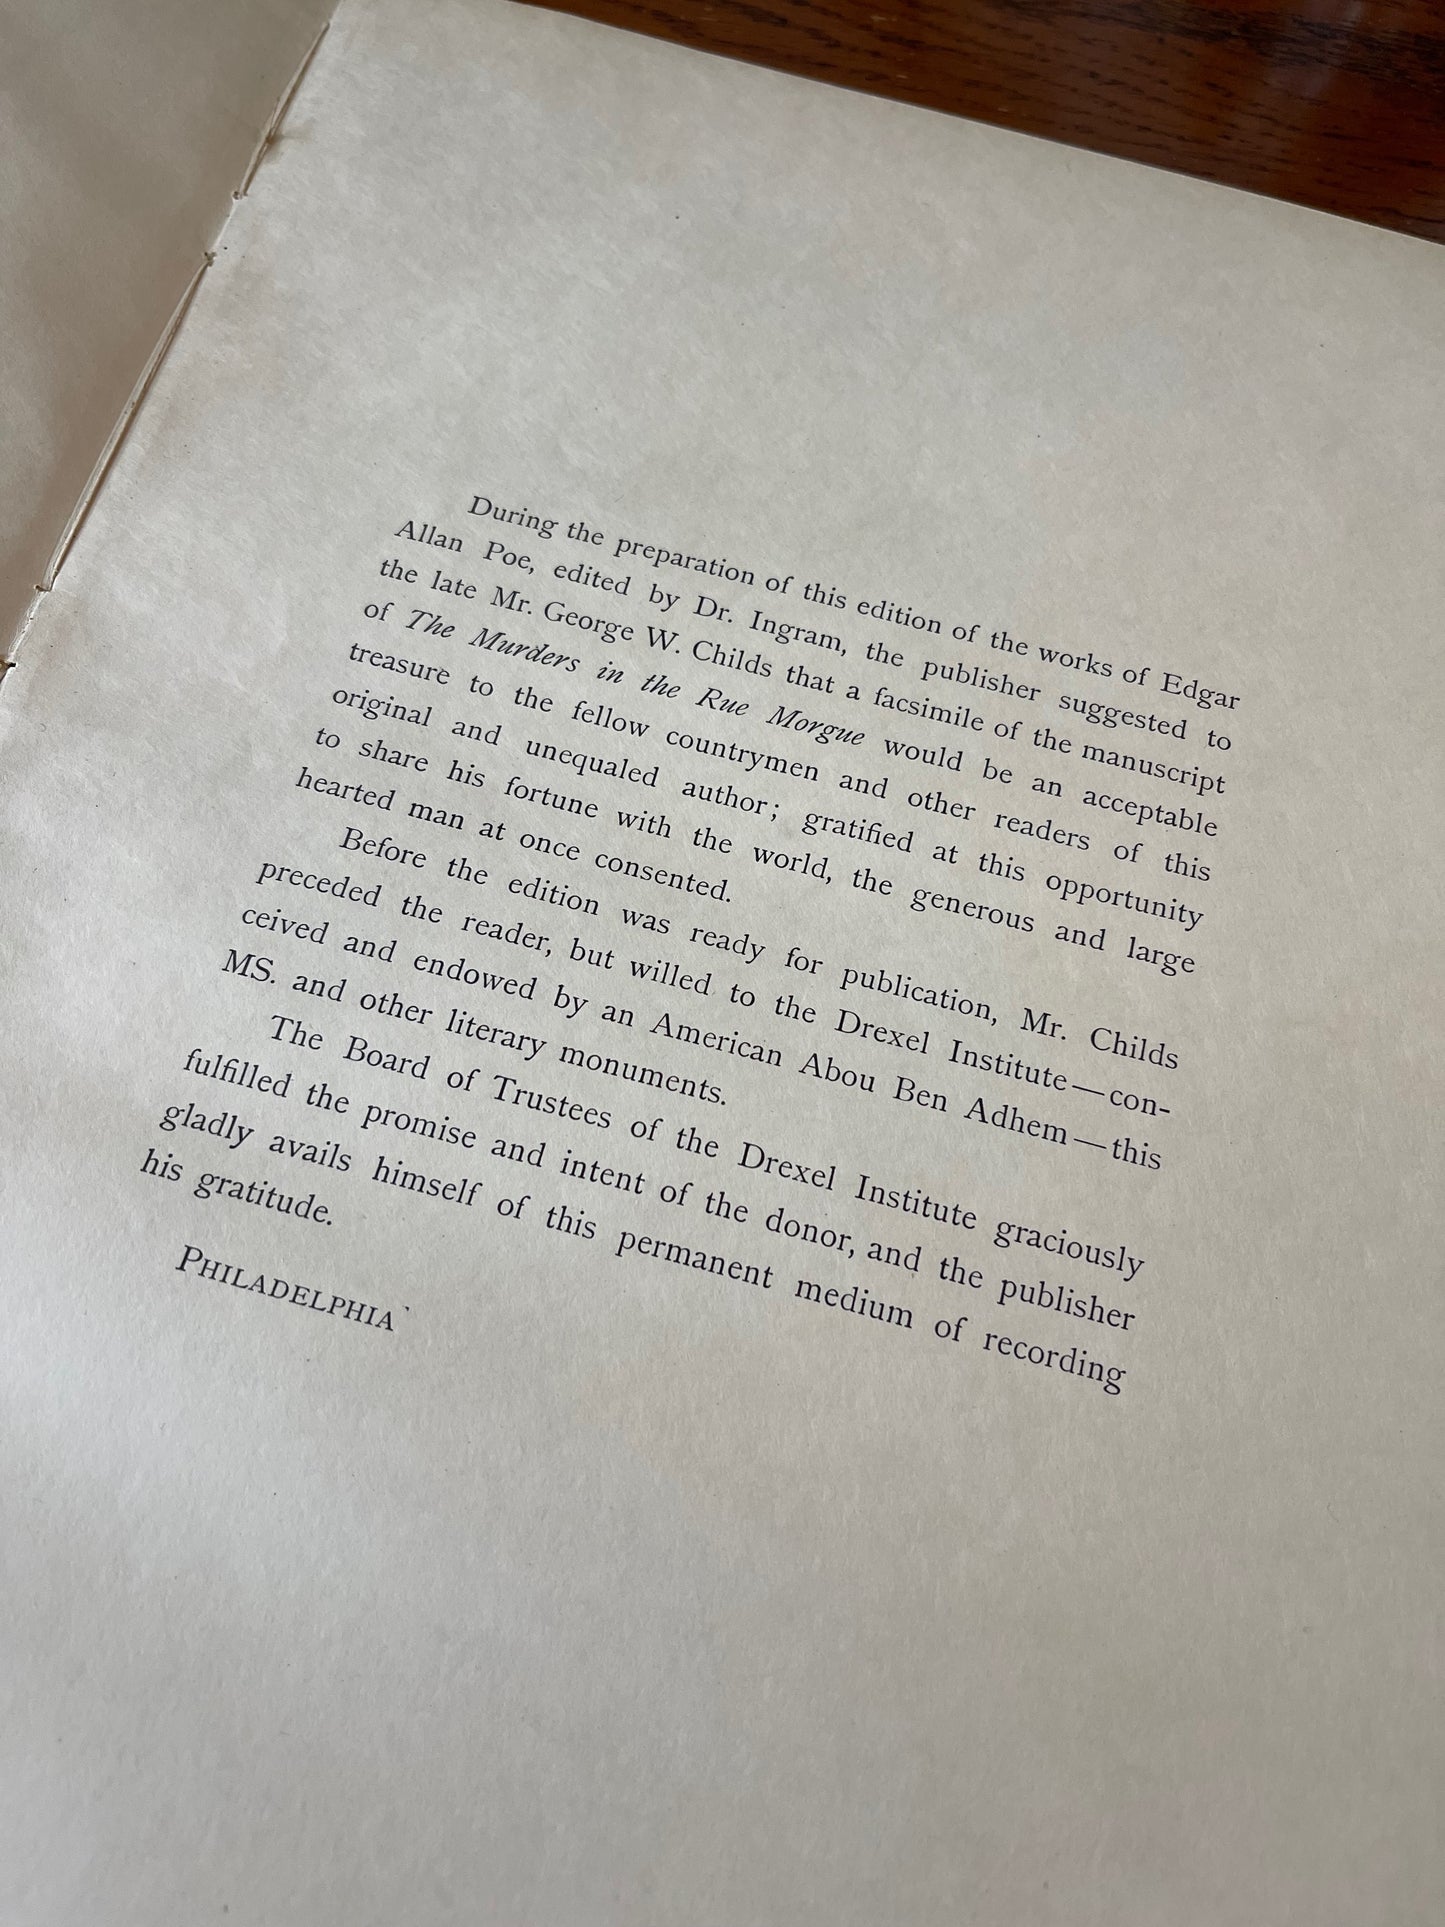 During the preparation of this edition of the works of Edgar
Allan Poe, edited by Dr. Ingram, the publisher suggested to
the late Mr. George W. Childs that a facsimile of the manuscript
of The Murders in the Rue Morgue would be an acceptable
treasure to the fellow countrymen and other readers of this
original and unequaled author; gratified at this opportunity
to share his fortune with the world, the generous and large
hearted man at once consented.
Before the edition was ready for publication, Mr. Childs
preceded the reader, but willed to the Drexel Institute—con-
ceived and endowed by an American Abou Ben Adhem—this
MS. and other literary monuments.
The Board of Trustees of the Drexel Institute graciously
fulfilled the promise and intent of the donor, and the publisher
gladly avails himself of this permanent medium of recording
his gratitude.
PHILADELPHIA